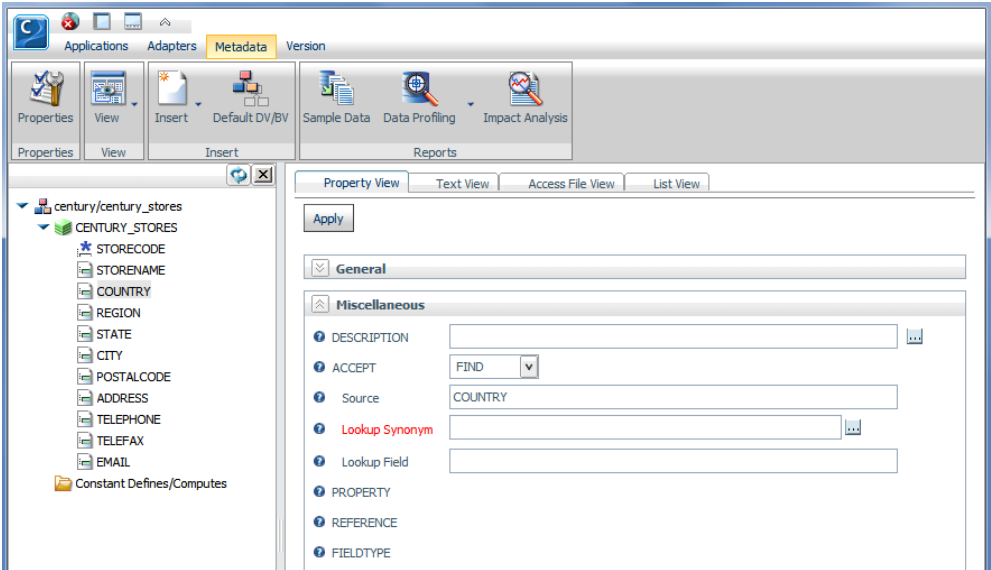 C
Applications Adapters Metadata Version
Properties View Insert Default DV/BV Sample Data Data Profiling Impact Analysis
Properties View Insert Reports
Property View Text View Access File View List View
century/century_stores
CENTURY_STORES
STORECODE
STORENAME
COUNTRY
REGION
STATE
CITY
POSTALCODE
ADDRESS
TELEPHONE
TELEFAX
EMAIL
Constant Defines/Computes
Apply
General
Miscellaneous
DESCRIPTION ...
ACCEPT FIND
Source COUNTRY
Lookup Synonym ...
Lookup Field
PROPERTY
REFERENCE
FIELDTYPE